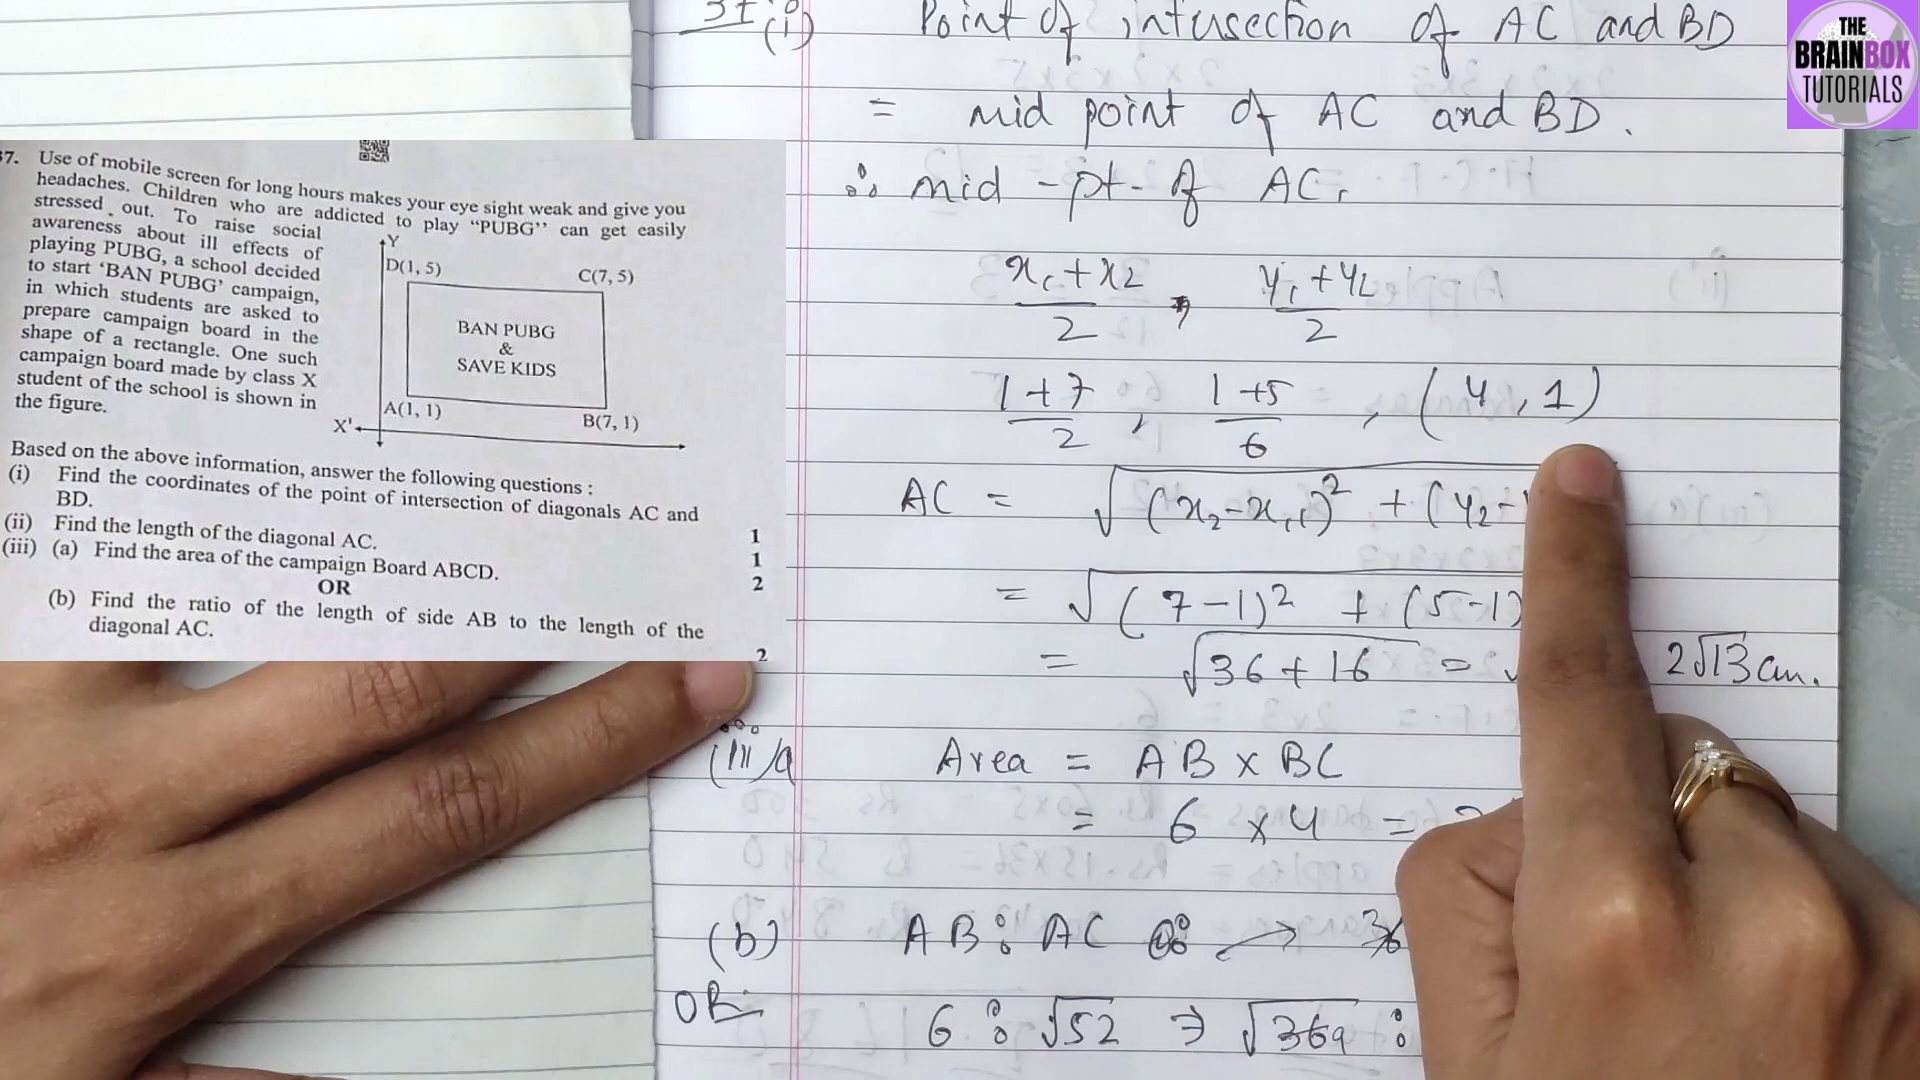 THE
BRAINBOX
TUTORIALS
37. Use of mobile screen for long hours makes your eye sight weak and give you
headaches. Children who are addicted to play "PUBG" can get easily
stressed out. To raise social
awareness about ill effects of
playing PUBG, a school decided
to start 'BAN PUBG' campaign,
in which students are asked to
prepare campaign board in the
shape of a rectangle. One such
campaign board made by class X
student of the school is shown in
the figure.
Y
D(1, 5)
C(7, 5)
BAN PUBG
&
SAVE KIDS
A(1, 1)
B(7, 1)
X'
Based on the above information, answer the following questions :
(i) Find the coordinates of the point of intersection of diagonals AC and
BD. 1
(ii) Find the length of the diagonal AC. 1
(iii) (a) Find the area of the campaign Board ABCD. 2
OR
(b) Find the ratio of the length of side AB to the length of the
diagonal AC. 2
(i) Point of intersection of AC and BD
= mid point of AC and BD.
∴ mid - pt - of AC,
x1+x2/2 , y1+y2/2
1+7/2 , 1+5/6 , (4, 1)
AC = √(x2-x1)² + (y2-
= √(7-1)² + (5-1)
= √36+16 = √ 2√13 cm.
(iii)/a Area = AB x BC
= 6 x 4 =
(b) AB : AC
OR 6 : √52 ⇒